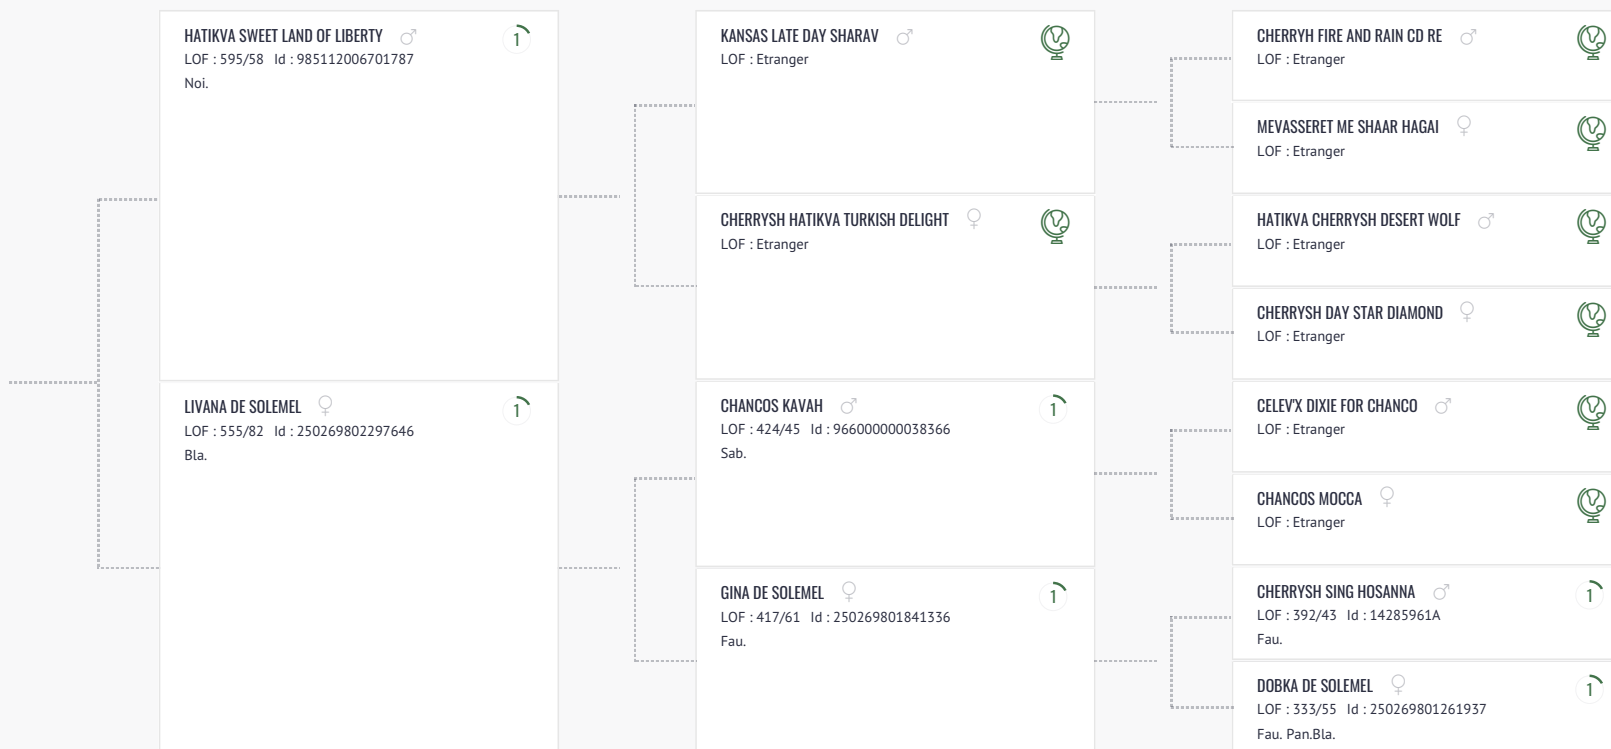 HATIKVA SWEET LAND OF LIBERTY
1
LOF : 595/58 Id : 985112006701787
Noi.
LIVANA DE SOLEMEL
1
LOF : 555/82 Id : 250269802297646
Bla.
KANSAS LATE DAY SHARAV
LOF : Etranger
CHERRYSH HATIKVA TURKISH DELIGHT
LOF : Etranger
CHANCOS KAVAH
1
LOF : 424/45 Id : 966000000038366
Sab.
GINA DE SOLEMEL
1
LOF : 417/61 Id : 250269801841336
Fau.
CHERRYH FIRE AND RAIN CD RE
LOF : Etranger
MEVASSERET ME SHAAR HAGAI
LOF : Etranger
HATIKVA CHERRYSH DESERT WOLF
LOF : Etranger
CHERRYSH DAY STAR DIAMOND
LOF : Etranger
CELEV'X DIXIE FOR CHANCO
LOF : Etranger
CHANCOS MOCCA
LOF : Etranger
CHERRYSH SING HOSANNA
1
LOF : 392/43 Id : 14285961A
Fau.
DOBKA DE SOLEMEL
1
LOF : 333/55 Id : 250269801261937
Fau. Pan.Bla.